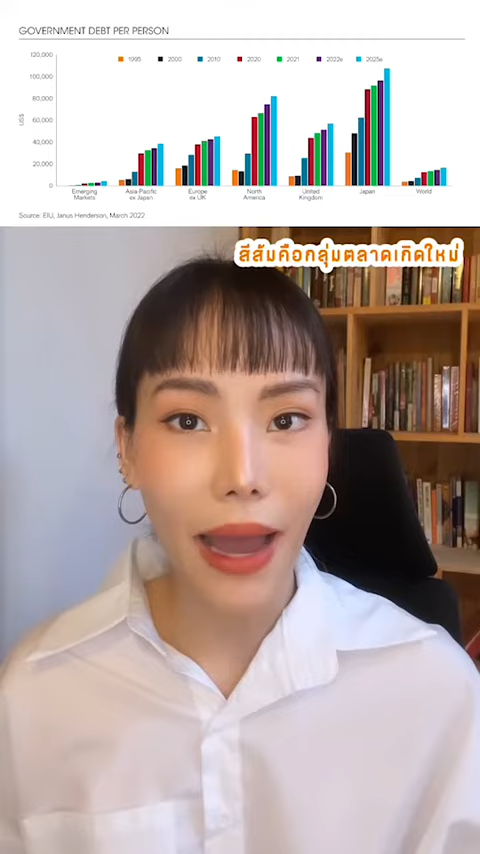 GOVERNMENT DEBT PER PERSON
1995 2000 2010 2020 2021 2022e 2025e
US$
120,000
100,000
80,000
60,000
40,000
20,000
0
Emerging Markets
Asia Pacific ex Japan
Europe ex UK
North America
United Kingdom
Japan
World
Source: EIU, Janus Henderson, March 2022
สีส้มคือกลุ่มตลาดเกิดใหม่